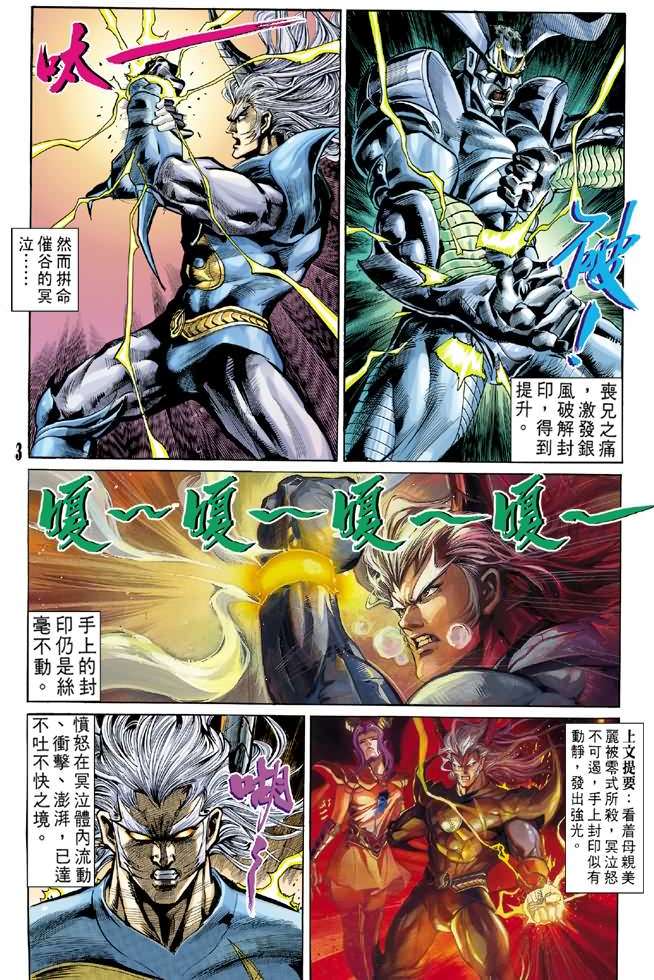 上文提要：看着母親美
麗被零式所殺，冥泣怒
不可遏，手上封印似有
動靜，發出強光。
憤怒在冥泣體內流動
、衝擊、澎湃，已達
不吐不快之境。
嘚～
嘎～嘎～嘎～嘎～
手上的封
印仍是絲
毫不動。
喪兄之痛
，激發銀
風破解封
印，得到
提升。
破！
呔～
然而拚命
催谷的冥
泣……
3